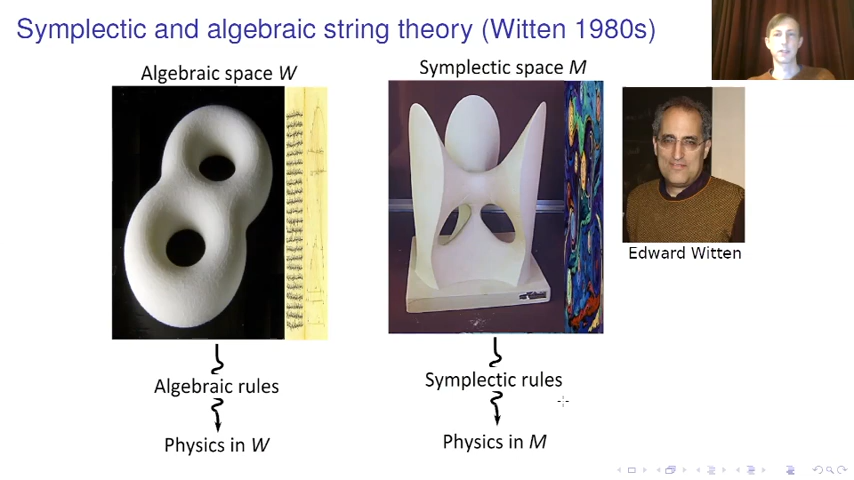 Symplectic and algebraic string theory (Witten 1980s)
Algebraic space W
Symplectic space M
Edward Witten
Algebraic rules
Symplectic rules
Physics in W
Physics in M